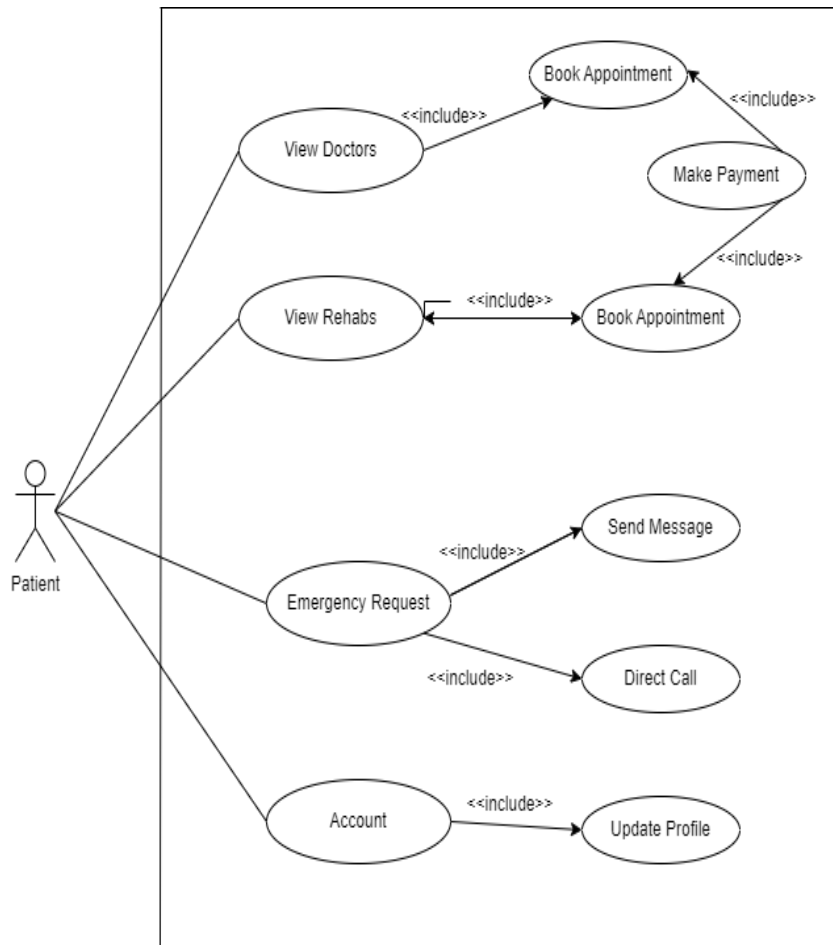 Book Appointment
<<include>>
<<include>>
View Doctors
Make Payment
<<include>>
View Rehabs
<<include>>
Book Appointment
Send Message
<<include>>
Patient
Emergency Request
<<include>>
Direct Call
Account
<<include>>
Update Profile